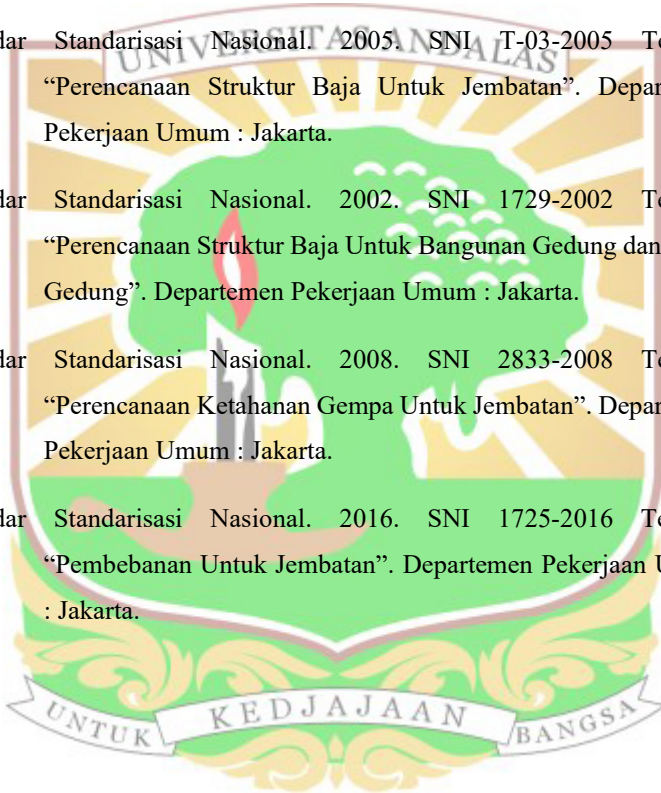 UNIVERSITAS ANDALAS
dar Standarisasi Nasional. 2005. SNI T-03-2005 Te
“Perencanaan Struktur Baja Untuk Jembatan”. Depar
Pekerjaan Umum : Jakarta.
dar Standarisasi Nasional. 2002. SNI 1729-2002 Te
“Perencanaan Struktur Baja Untuk Bangunan Gedung dan
Gedung”. Departemen Pekerjaan Umum : Jakarta.
dar Standarisasi Nasional. 2008. SNI 2833-2008 Te
“Perencanaan Ketahanan Gempa Untuk Jembatan”. Depar
Pekerjaan Umum : Jakarta.
dar Standarisasi Nasional. 2016. SNI 1725-2016 Te
“Pembebanan Untuk Jembatan”. Departemen Pekerjaan U
: Jakarta.
UNTUK KEDJAJAAN BANGSA